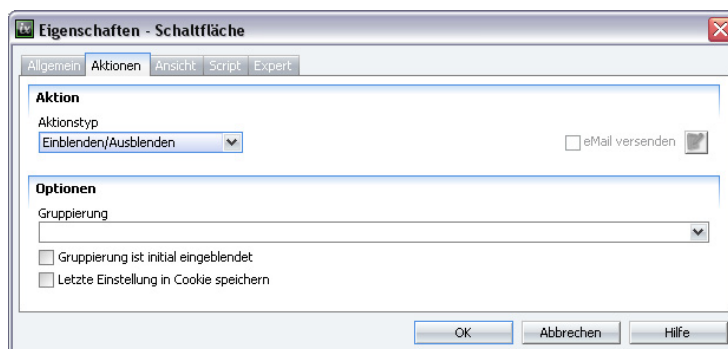 Eigenschaften - Schaltfläche
Allgemein Aktionen Ansicht Script Expert
Aktion
Aktionstyp
Einblenden/Ausblenden
eMail versenden
Optionen
Gruppierung
Gruppierung ist initial eingeblendet
Letzte Einstellung in Cookie speichern
OK Abbrechen Hilfe